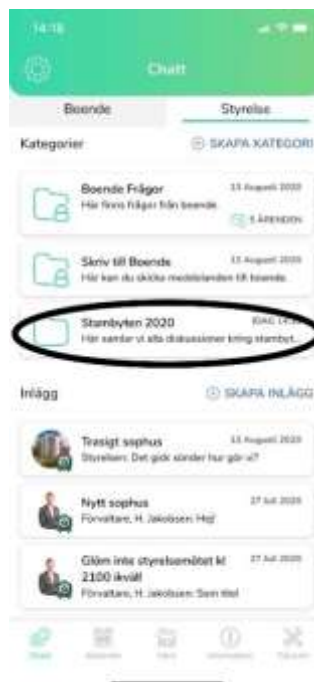 14:18
Chatt
Boende
Styrelse
Kategorier
SKAPA KATEGORI
Boende Frågor
13 Augusti 2020
Här finns frågor från boende.
5 ÄRENDEN
Skriv till Boende
13 Augusti 2020
Här kan du skicka meddelanden till boende.
Stambyten 2020
IDAG 14:
Här samlar vi alla diskussioner kring stambyt...
Inlägg
SKAPA INLÄGG
Trasigt sophus
13 Augusti 2020
Styrelsen: Det gick sönder hur gör vi?
Nytt sophus
27 Juli 2020
Förvaltare, H. Jakobsen: Hej!
Glöm inte styrelsemötet kl
27 Juli 2020
2100 ikväll
Förvaltare, H. Jakobsen: Som titel